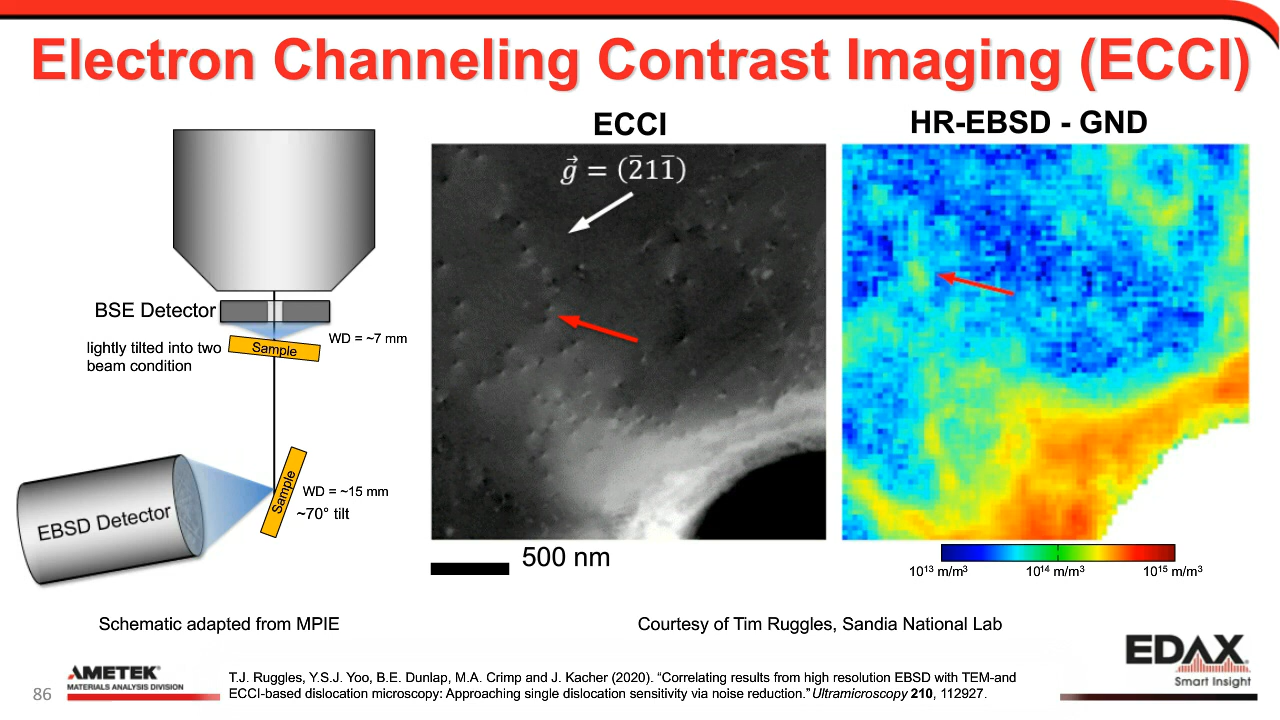 Electron Channeling Contrast Imaging (ECCI)
ECCI
HR-EBSD - GND
g⃗ = (2̄11̄)
BSE Detector
WD = ~7 mm
lightly tilted into two
beam condition
Sample
Sample
WD = ~15 mm
~70° tilt
EBSD Detector
500 nm
10¹³ m/m³
10¹⁴ m/m³
10¹⁵ m/m³
Schematic adapted from MPIE
Courtesy of Tim Ruggles, Sandia National Lab
AMETEK®
MATERIALS ANALYSIS DIVISION
EDAX®
Smart Insight
T.J. Ruggles, Y.S.J. Yoo, B.E. Dunlap, M.A. Crimp and J. Kacher (2020). “Correlating results from high resolution EBSD with TEM-and
ECCI-based dislocation microscopy: Approaching single dislocation sensitivity via noise reduction.” Ultramicroscopy 210, 112927.
86